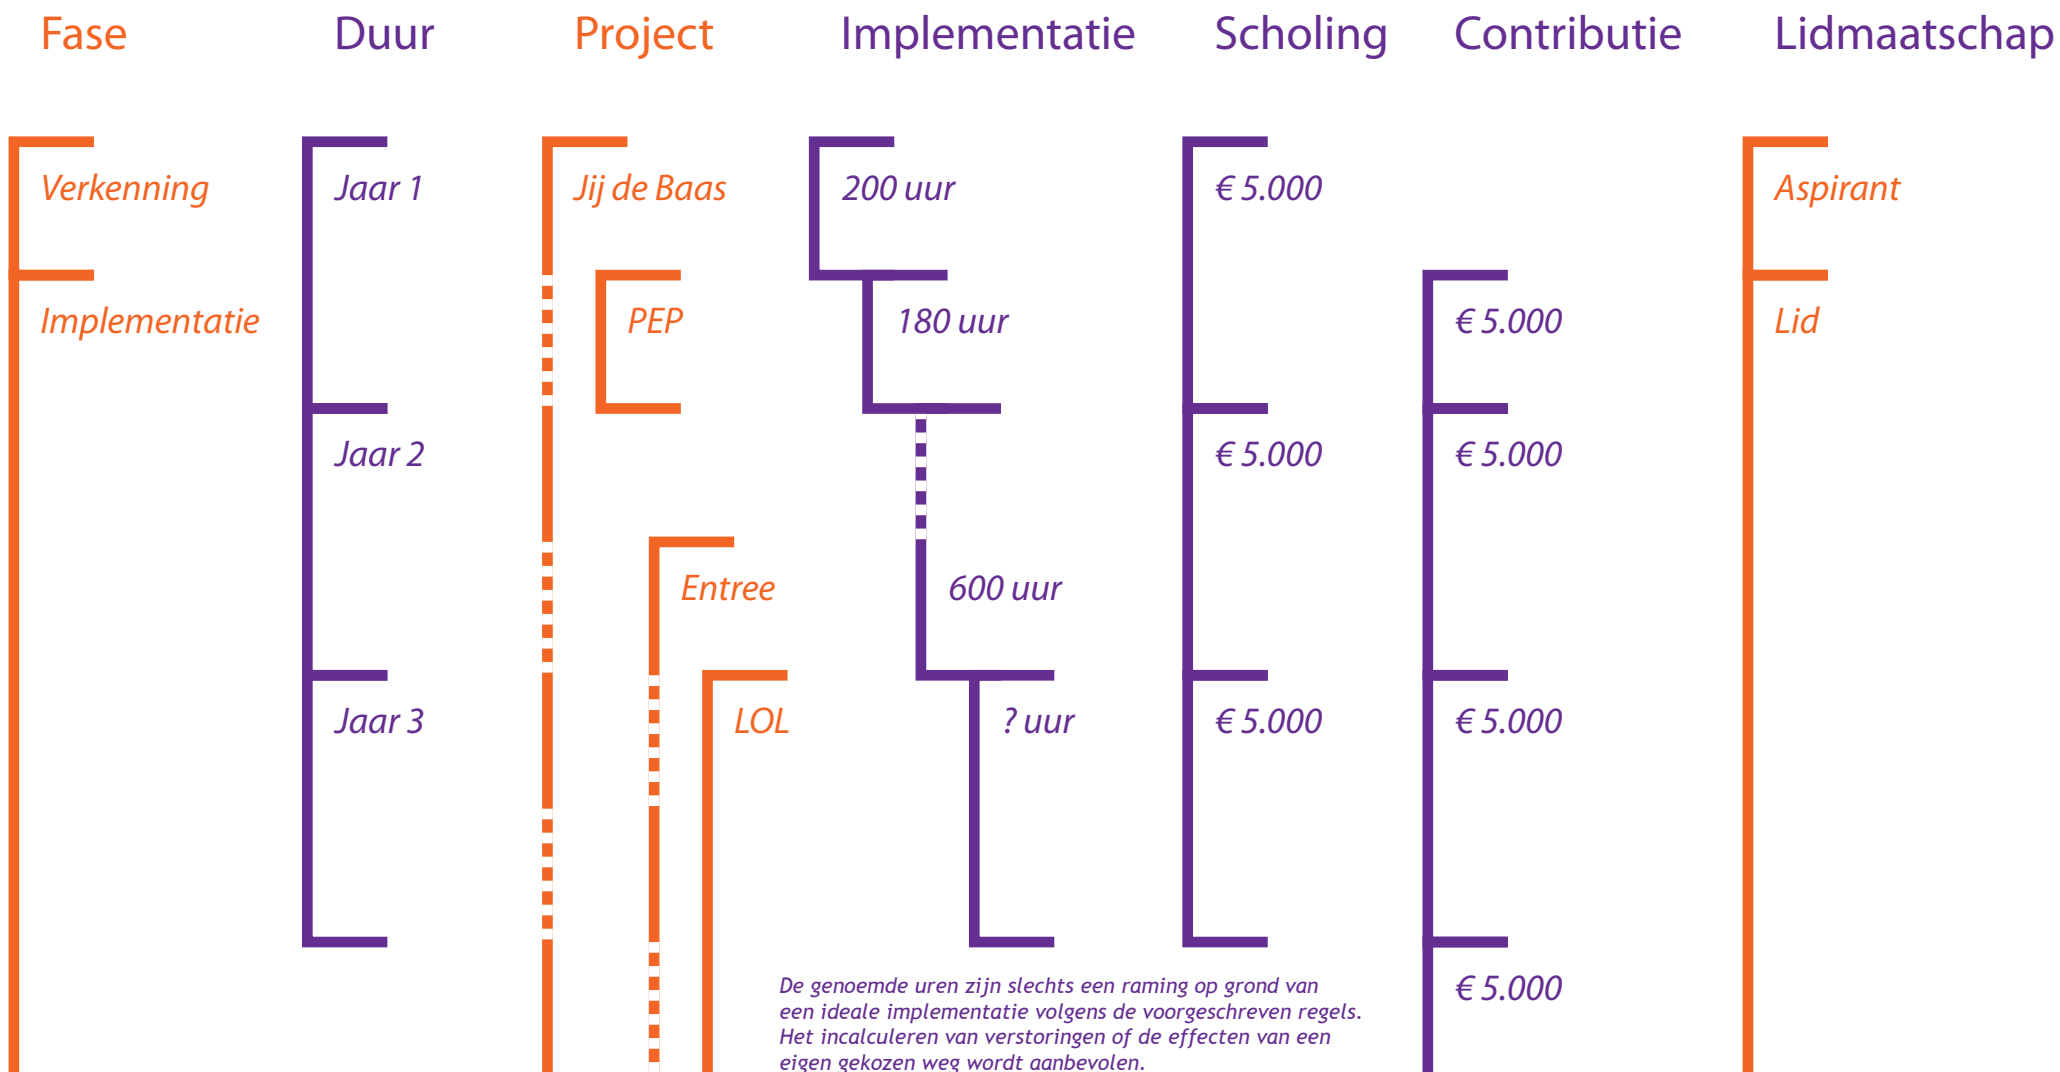 Fase Duur Project Implementatie Scholing Contributie Lidmaatschap
Verkenning Jaar 1 Jij de Baas 200 uur € 5.000 Aspirant
Implementatie PEP 180 uur € 5.000 Lid
Jaar 2 € 5.000 € 5.000
Entree 600 uur
Jaar 3 LOL ? uur € 5.000 € 5.000
De genoemde uren zijn slechts een raming op grond van
een ideale implementatie volgens de voorgeschreven regels.
Het incalculeren van verstoringen of de effecten van een
eigen gekozen weg wordt aanbevolen.
€ 5.000